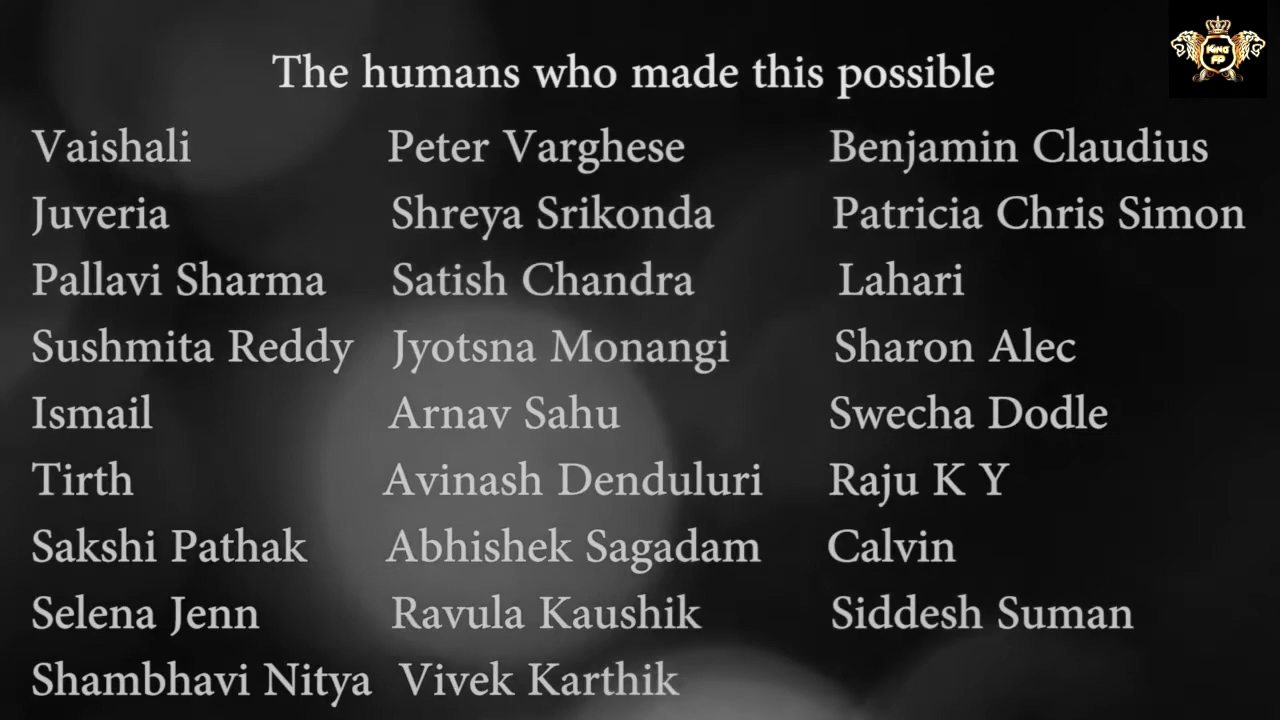 The humans who made this possible
Vaishali
Juveria
Pallavi Sharma
Sushmita Reddy
Ismail
Tirth
Sakshi Pathak
Selena Jenn
Shambhavi Nitya
Peter Varghese
Shreya Srikonda
Satish Chandra
Jyotsna Monangi
Arnav Sahu
Avinash Denduluri
Abhishek Sagadam
Ravula Kaushik
Vivek Karthik
Benjamin Claudius
Patricia Chris Simon
Lahari
Sharon Alec
Swecha Dodle
Raju K Y
Calvin
Siddesh Suman
KING
FP